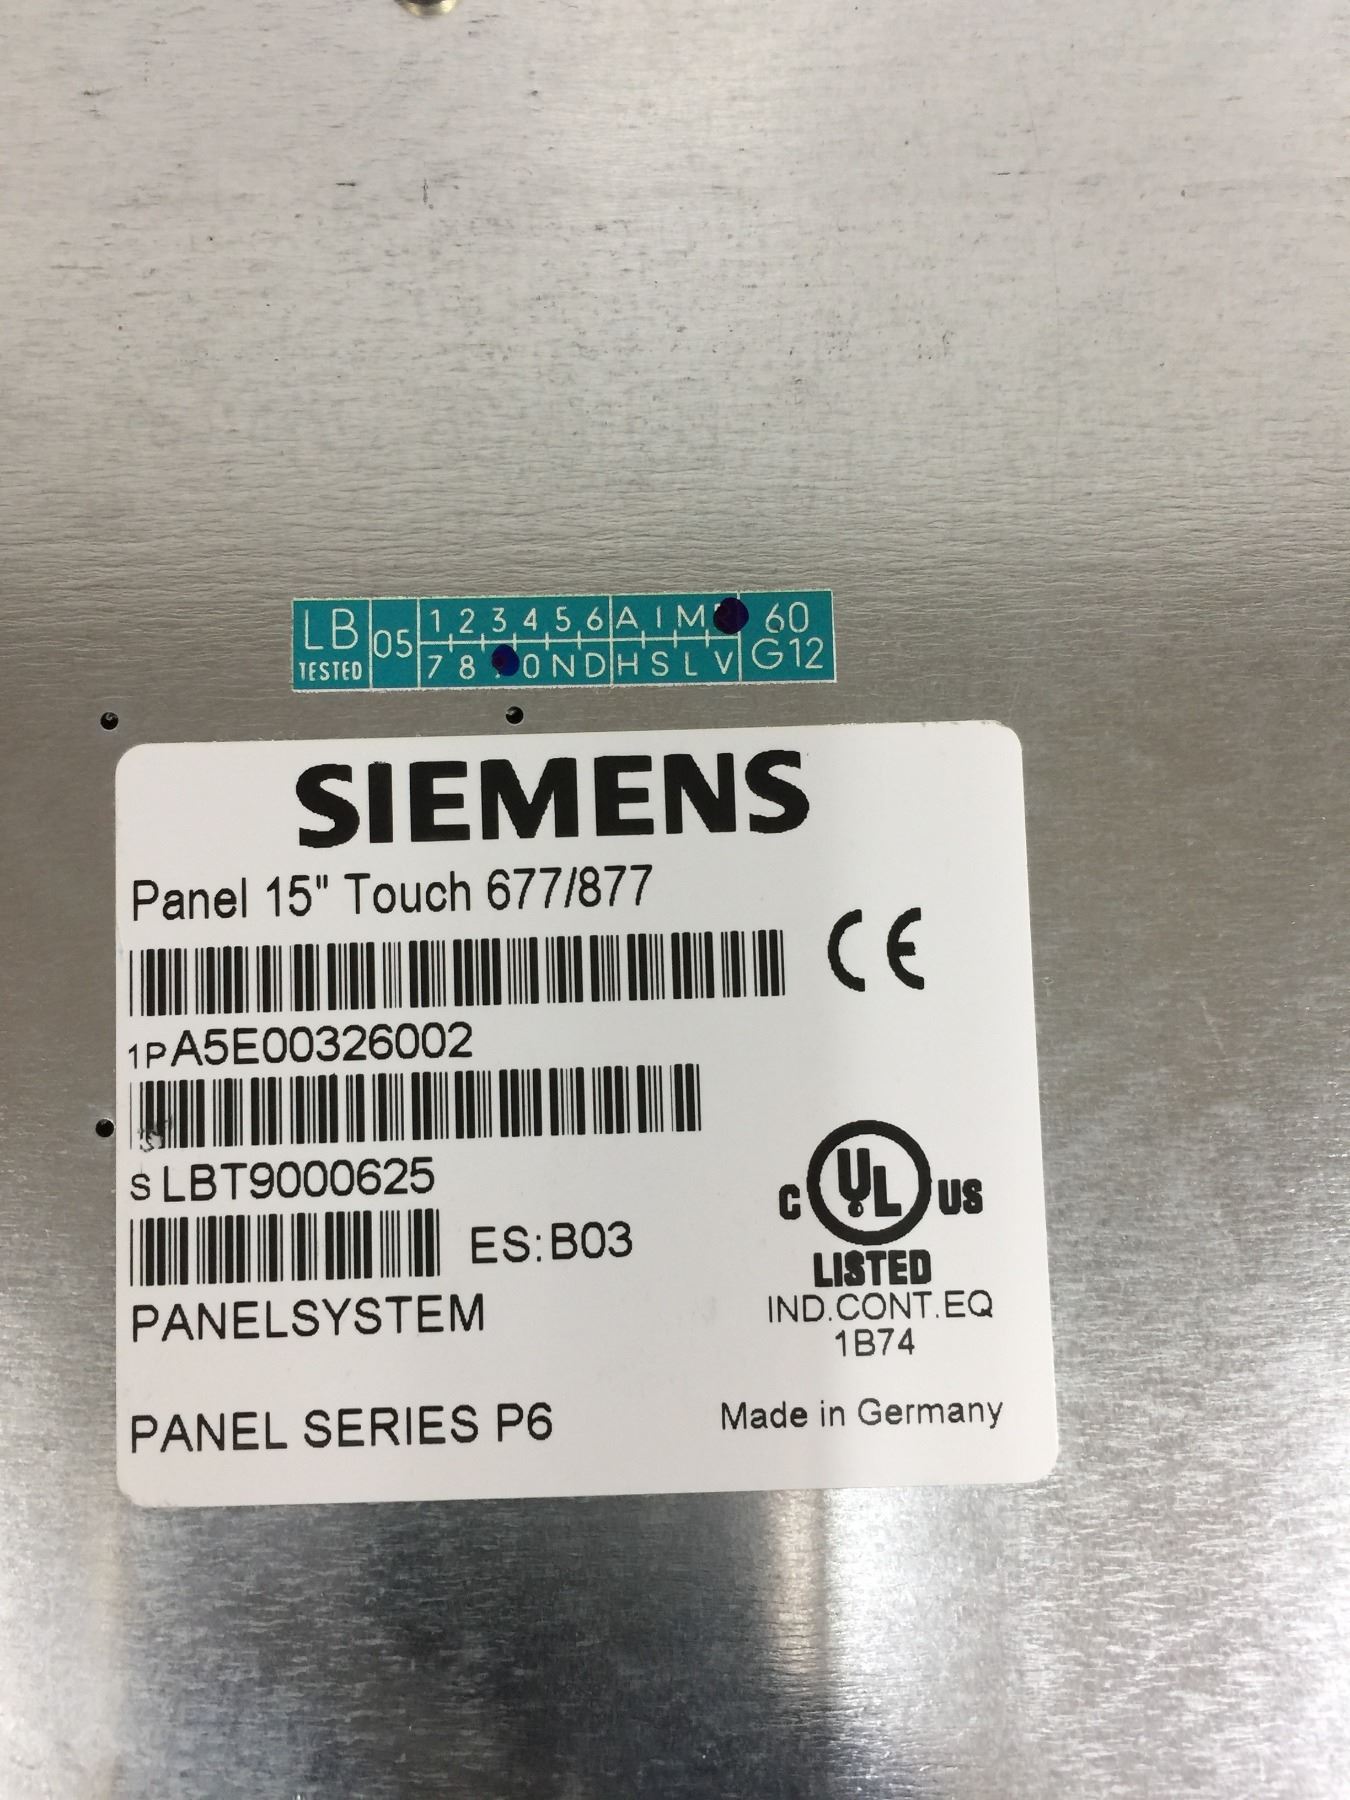 LB 05 1 2 3 4 5 6 A I M 60
TESTED 7 8 0 N D H S L V G12
SIEMENS
Panel 15" Touch 677/877
CE
1P A5E00326002
S LBT9000625
C UL US
LISTED
ES: B03
IND.CONT.EQ
PANELSYSTEM
1B74
PANEL SERIES P6
Made in Germany